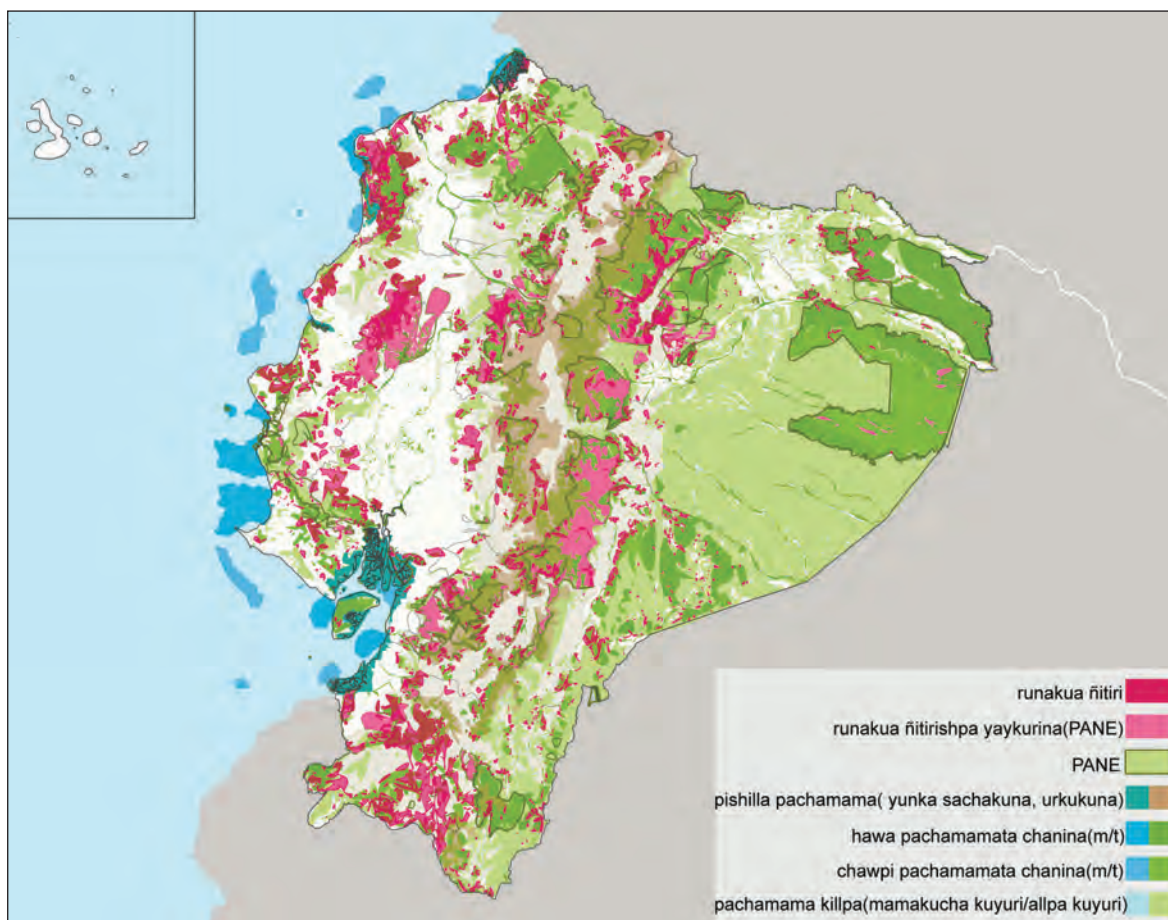 runakua ñitiri
runakua ñitirishpa yaykurina(PANE)
PANE
pishilla pachamama( yunka sachakuna, urkukuna)
hawa pachamamata chanina(m/t)
chawpi pachamamata chanina(m/t)
pachamama killpa(mamakucha kuyuri/allpa kuyuri)